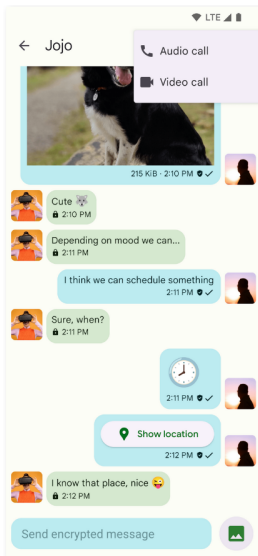 LTE
Jojo
Audio call
Video call
215 KiB · 2:10 PM
Cute 🐺
2:10 PM
Depending on mood we can...
2:11 PM
I think we can schedule something
2:11 PM
Sure, when?
2:11 PM
2:11 PM
Show location
2:12 PM
I know that place, nice 😜
2:12 PM
Send encrypted message